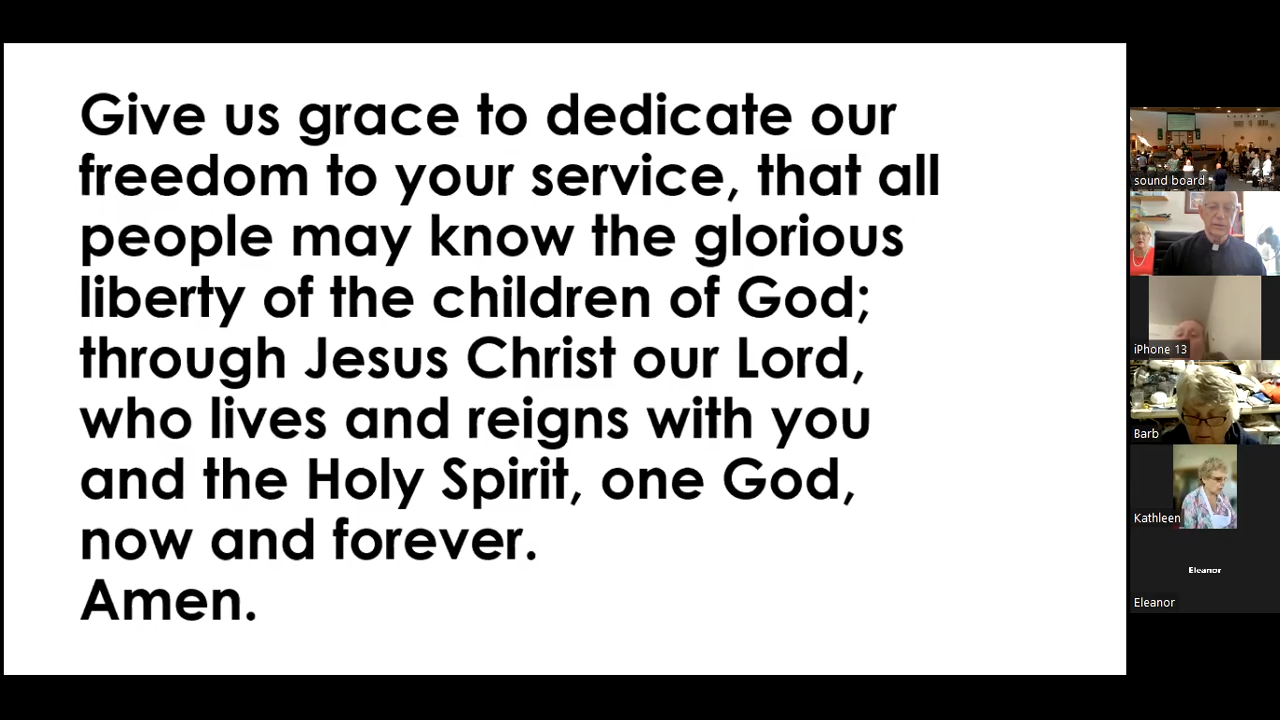 Give us grace to dedicate our
freedom to your service, that all
people may know the glorious
liberty of the children of God;
through Jesus Christ our Lord,
who lives and reigns with you
and the Holy Spirit, one God,
now and forever.
Amen.
sound board
iPhone 13
Barb
Kathleen
Eleanor
Eleanor